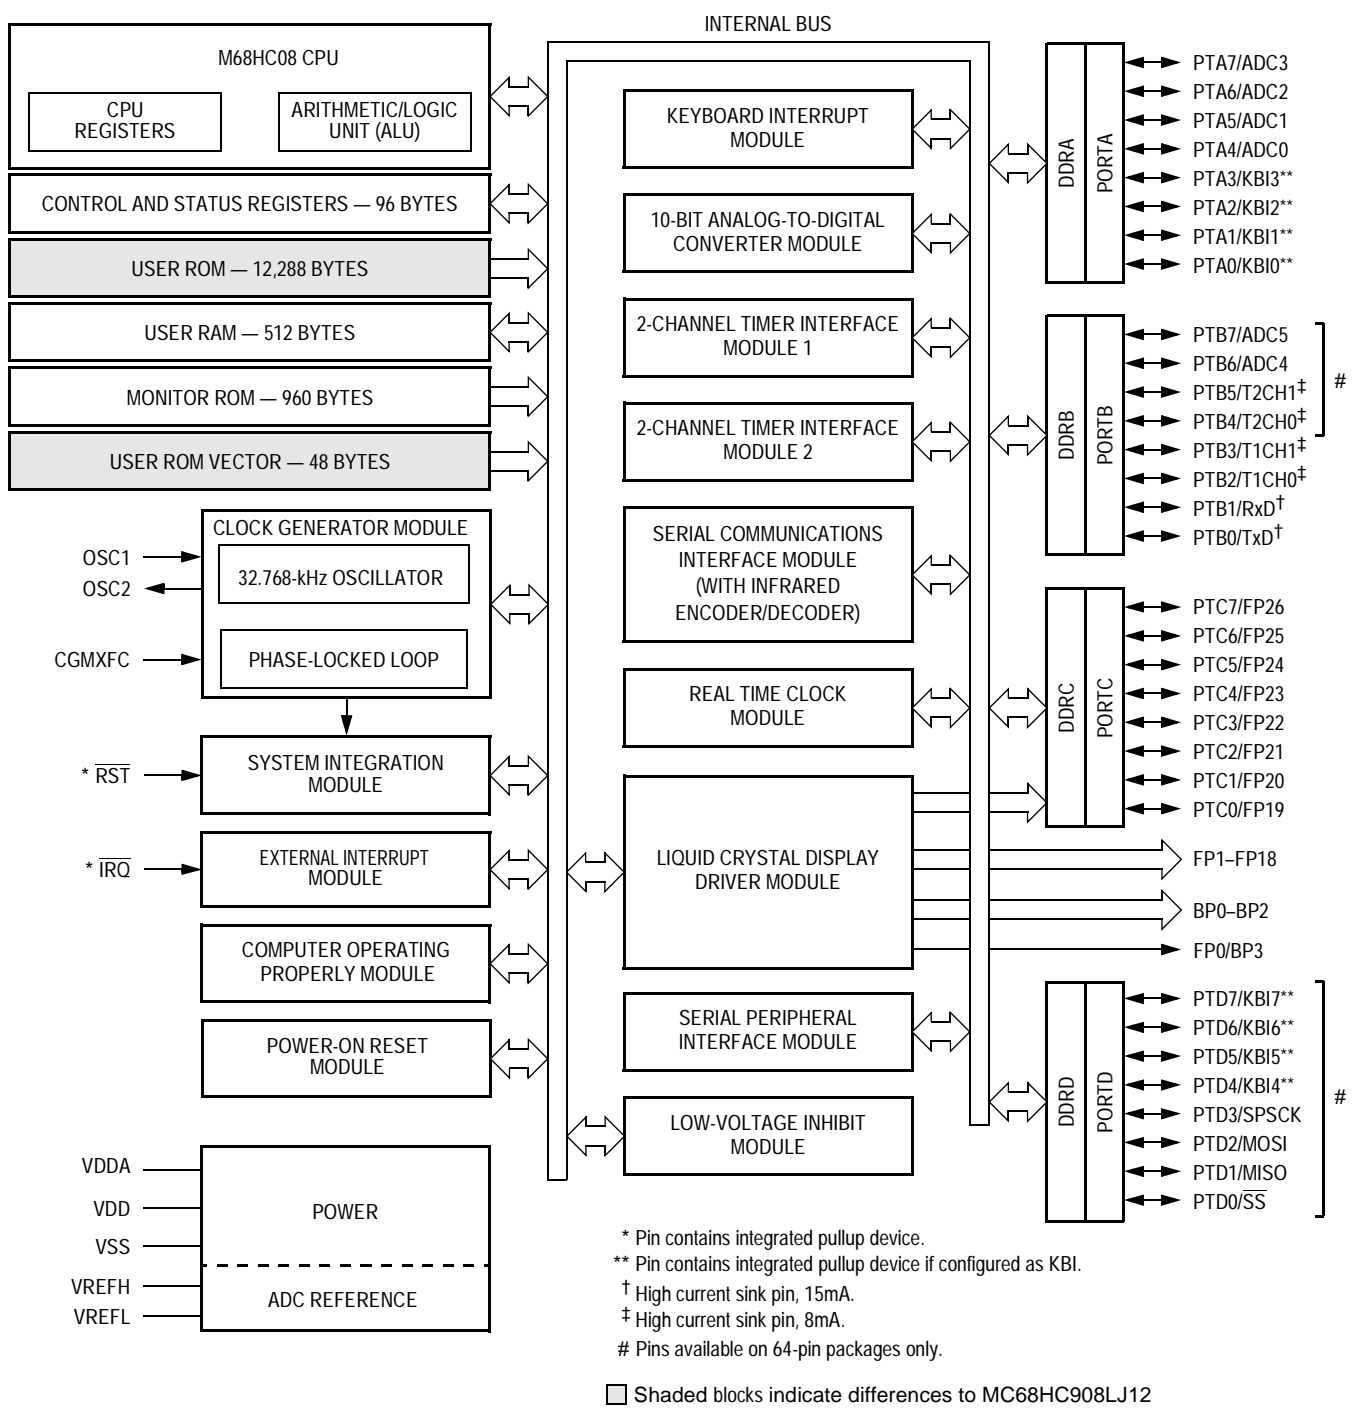 INTERNAL BUS
M68HC08 CPU
CPU
REGISTERS
ARITHMETIC/LOGIC
UNIT (ALU)
CONTROL AND STATUS REGISTERS — 96 BYTES
USER ROM — 12,288 BYTES
USER RAM — 512 BYTES
MONITOR ROM — 960 BYTES
USER ROM VECTOR — 48 BYTES
CLOCK GENERATOR MODULE
32.768-kHz OSCILLATOR
PHASE-LOCKED LOOP
OSC1
OSC2
CGMXFC
* RST
SYSTEM INTEGRATION
MODULE
* IRQ
EXTERNAL INTERRUPT
MODULE
COMPUTER OPERATING
PROPERLY MODULE
POWER-ON RESET
MODULE
VDDA
VDD
VSS
VREFH
VREFL
POWER
ADC REFERENCE
KEYBOARD INTERRUPT
MODULE
10-BIT ANALOG-TO-DIGITAL
CONVERTER MODULE
2-CHANNEL TIMER INTERFACE
MODULE 1
2-CHANNEL TIMER INTERFACE
MODULE 2
SERIAL COMMUNICATIONS
INTERFACE MODULE
(WITH INFRARED
ENCODER/DECODER)
REAL TIME CLOCK
MODULE
LIQUID CRYSTAL DISPLAY
DRIVER MODULE
SERIAL PERIPHERAL
INTERFACE MODULE
LOW-VOLTAGE INHIBIT
MODULE
DDRA
PORTA
PTA7/ADC3
PTA6/ADC2
PTA5/ADC1
PTA4/ADC0
PTA3/KBI3**
PTA2/KBI2**
PTA1/KBI1**
PTA0/KBI0**
DDRB
PORTB
PTB7/ADC5
PTB6/ADC4
PTB5/T2CH1‡
PTB4/T2CH0‡
PTB3/T1CH1‡
PTB2/T1CH0‡
PTB1/RxD†
PTB0/TxD†
#
DDRC
PORTC
PTC7/FP26
PTC6/FP25
PTC5/FP24
PTC4/FP23
PTC3/FP22
PTC2/FP21
PTC1/FP20
PTC0/FP19
FP1–FP18
BP0–BP2
FP0/BP3
DDRD
PORTD
PTD7/KBI7**
PTD6/KBI6**
PTD5/KBI5**
PTD4/KBI4**
PTD3/SPSCK
PTD2/MOSI
PTD1/MISO
PTD0/SS
#
* Pin contains integrated pullup device.
** Pin contains integrated pullup device if configured as KBI.
† High current sink pin, 15mA.
‡ High current sink pin, 8mA.
# Pins available on 64-pin packages only.
Shaded blocks indicate differences to MC68HC908LJ12